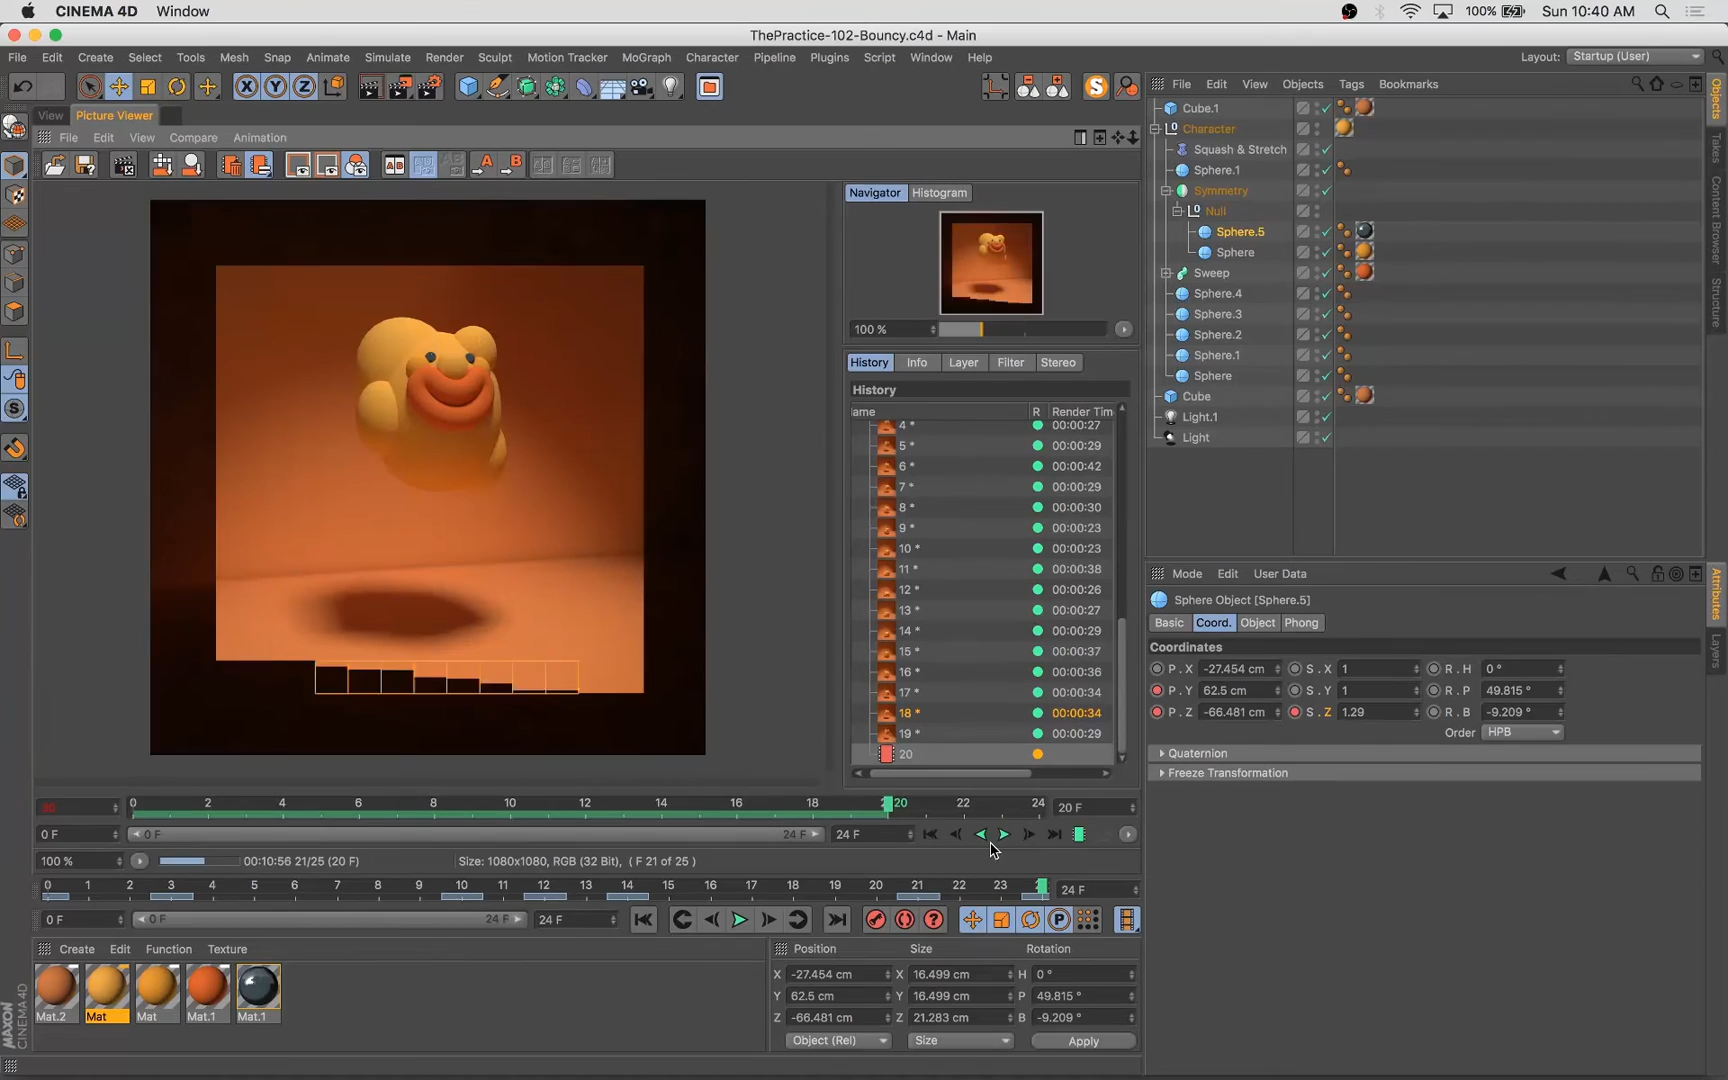 CINEMA 4D Window 100% Sun 10:40 AM
ThePractice-102-Bouncy.c4d - Main
File Edit Create Select Tools Mesh Snap Animate Simulate Render Sculpt Motion Tracker MoGraph Character Pipeline Plugins Script Window Help Layout: Startup (User)
X Y Z S File Edit View Objects Tags Bookmarks
View Picture Viewer
File Edit View Compare Animation
A B A B
Navigator Histogram
100 %
History Info Layer Filter Stereo
History
ame R Render Tim
4 * 00:00:27
5 * 00:00:29
6 * 00:00:42
7 * 00:00:29
8 * 00:00:30
9 * 00:00:23
10 * 00:00:23
11 * 00:00:38
12 * 00:00:26
13 * 00:00:27
14 * 00:00:29
15 * 00:00:37
16 * 00:00:36
17 * 00:00:34
18 * 00:00:34
19 * 00:00:29
20
Cube.1
Character
Squash & Stretch
Sphere.1
Symmetry
Null
Sphere.5
Sphere
Sweep
Sphere.4
Sphere.3
Sphere.2
Sphere.1
Sphere
Cube
Light.1
Light
Objects
Takes
Content Browser
Structure
Mode Edit User Data
Sphere Object [Sphere.5]
Basic Coord. Object Phong
Coordinates
P . X -27.454 cm S . X 1 R . H 0 °
P . Y 62.5 cm S . Y 1 R . P 49.815 °
P . Z -66.481 cm S . Z 1.29 R . B -9.209 °
Order HPB
Quaternion
Freeze Transformation
Attributes
Layers
0 2 4 6 8 10 12 14 16 18 20 22 24 20 F
0 F 0 F 24 F 24 F
100 % 00:10:56 21/25 (20 F) Size: 1080x1080, RGB (32 Bit), ( F 21 of 25 )
0 1 2 3 4 5 6 7 8 9 10 11 12 13 14 15 16 17 18 19 20 21 22 23 24 F
0 F 0 F 24 F 24 F P
Create Edit Function Texture
Mat.2 Mat Mat Mat.1 Mat.1
Position Size Rotation
X -27.454 cm X 16.499 cm H 0 °
Y 62.5 cm Y 16.499 cm P 49.815 °
Z -66.481 cm Z 21.283 cm B -9.209 °
Object (Rel) Size Apply
MAXON
CINEMA 4D